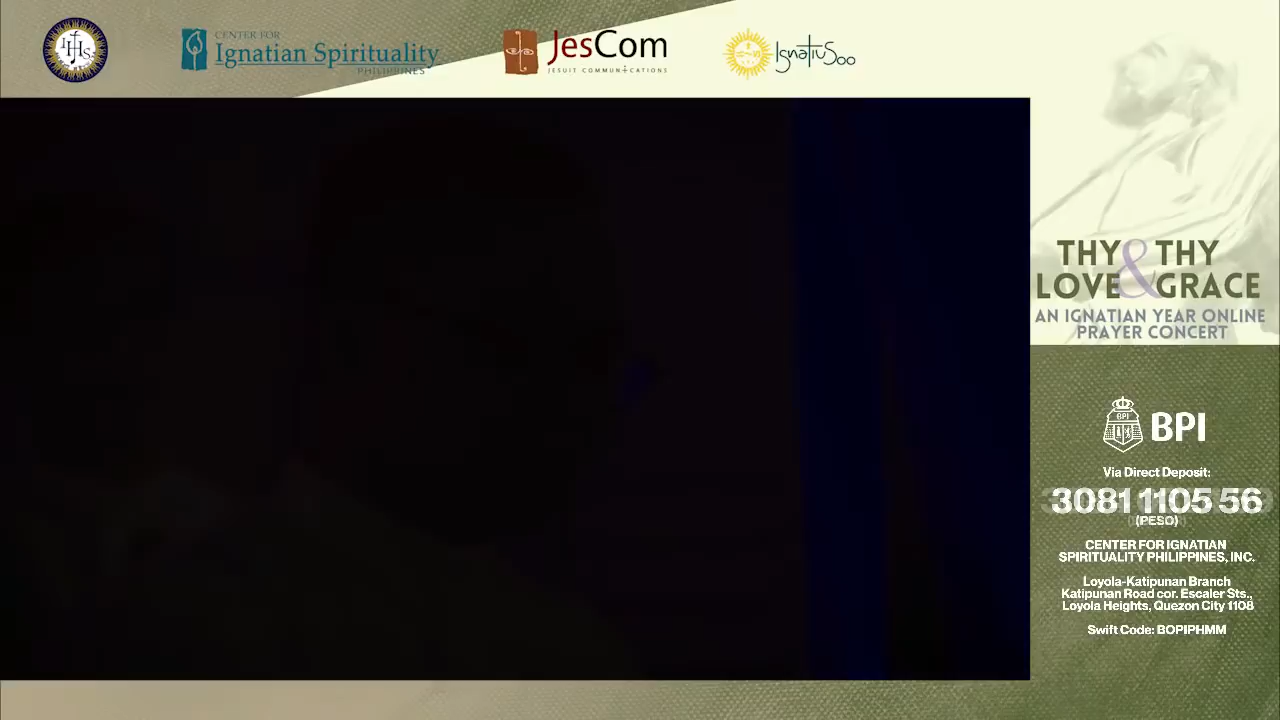 IHS
CENTER FOR
Ignatian Spirituality
PHILIPPINES
JesCom
JESUIT COMMUNICATIONS
Ignatius500
THY & THY
LOVE GRACE
AN IGNATIAN YEAR ONLINE
PRAYER CONCERT
BPI
BPI
Via Direct Deposit:
3081 1105 56
(PESO)
CENTER FOR IGNATIAN
SPIRITUALITY PHILIPPINES, INC.
Loyola-Katipunan Branch
Katipunan Road cor. Escaler Sts.,
Loyola Heights, Quezon City 1108
Swift Code: BOPIPHMM